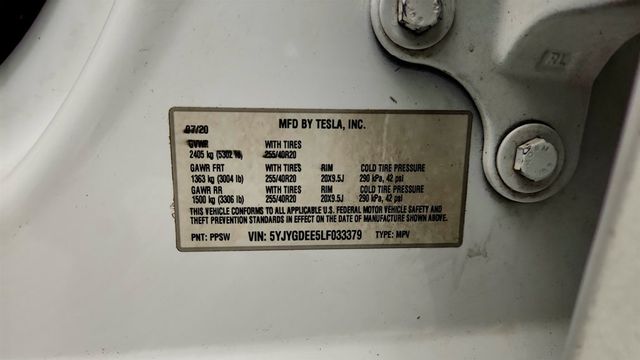 07/20 MFD BY TESLA, INC.
GVWR WITH TIRES
2405 kg (5302 lb) 255/40R20
GAWR FRT WITH TIRES RIM COLD TIRE PRESSURE
1363 kg (3004 lb) 255/40R20 20X9.5J 290 kPa, 42 psi
GAWR RR WITH TIRES RIM COLD TIRE PRESSURE
1500 kg (3306 lb) 255/40R20 20X9.5J 290 kPa, 42 psi
THIS VEHICLE CONFORMS TO ALL APPLICABLE U.S. FEDERAL MOTOR VEHICLE SAFETY AND
THEFT PREVENTION STANDARDS IN EFFECT ON THE DATE OF MANUFACTURE SHOWN ABOVE.
PNT: PPSW VIN: 5YJYGDEE5LF033379 TYPE: MPV